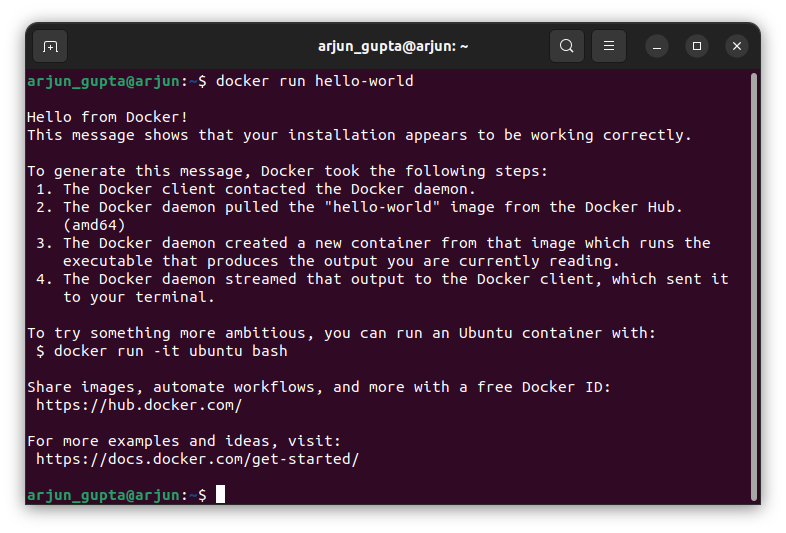 arjun_gupta@arjun: ~
arjun_gupta@arjun:~$ docker run hello-world
Hello from Docker!
This message shows that your installation appears to be working correctly.
To generate this message, Docker took the following steps:
 1. The Docker client contacted the Docker daemon.
 2. The Docker daemon pulled the "hello-world" image from the Docker Hub.
    (amd64)
 3. The Docker daemon created a new container from that image which runs the
    executable that produces the output you are currently reading.
 4. The Docker daemon streamed that output to the Docker client, which sent it
    to your terminal.
To try something more ambitious, you can run an Ubuntu container with:
 $ docker run -it ubuntu bash
Share images, automate workflows, and more with a free Docker ID:
 https://hub.docker.com/
For more examples and ideas, visit:
 https://docs.docker.com/get-started/
arjun_gupta@arjun:~$